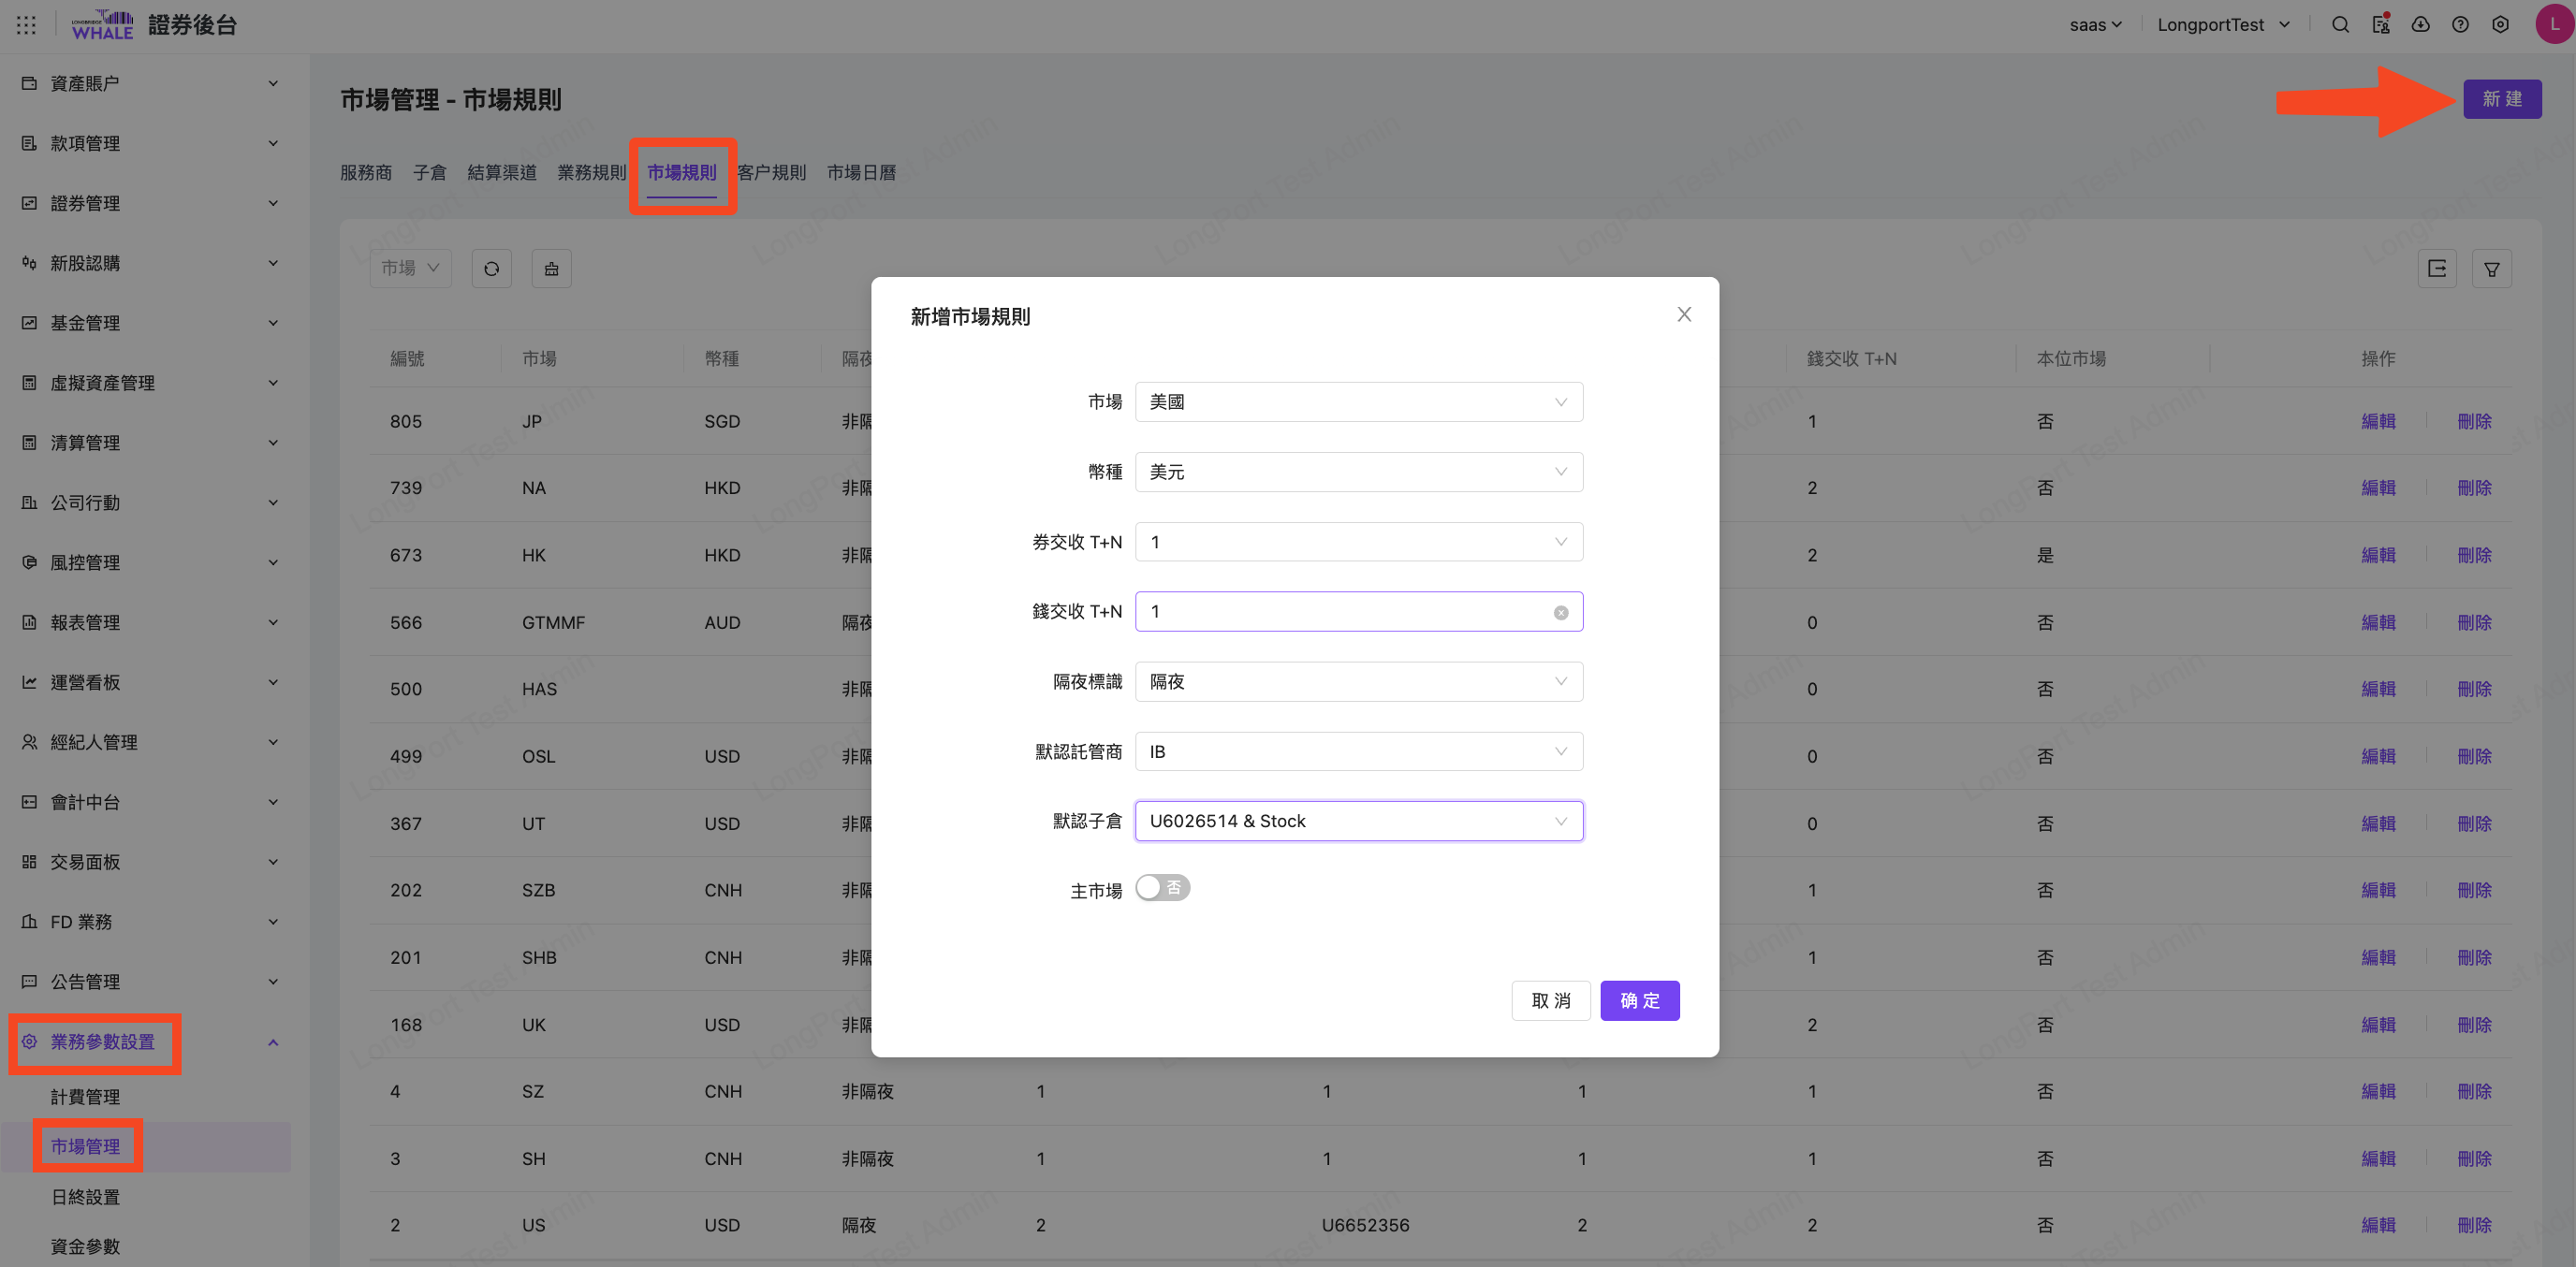 LONGBRIDGE
WHALE
證券後台
saas
LongportTest
L
資產賬户
款項管理
證券管理
新股認購
基金管理
虛擬資產管理
清算管理
公司行動
風控管理
報表管理
運營看板
經紀人管理
會計中台
交易面板
FD 業務
公告管理
業務參數設置
計費管理
市場管理
日終設置
資金參數
市場管理 - 市場規則
新 建
服務商 子倉 結算渠道 業務規則 市場規則 客户規則 市場日曆
市場
編號 市場 幣種 隔夜 錢交收 T+N 本位市場 操作
805 JP SGD 非隔 1 否 編輯 刪除
739 NA HKD 非隔 2 否 編輯 刪除
673 HK HKD 非隔 2 是 編輯 刪除
566 GTMMF AUD 隔夜 0 否 編輯 刪除
500 HAS 非隔 0 否 編輯 刪除
499 OSL USD 非隔 0 否 編輯 刪除
367 UT USD 非隔 0 否 編輯 刪除
202 SZB CNH 非隔 1 否 編輯 刪除
201 SHB CNH 非隔 1 否 編輯 刪除
168 UK USD 非隔 2 否 編輯 刪除
4 SZ CNH 非隔夜 1 1 1 1 否 編輯 刪除
3 SH CNH 非隔夜 1 1 1 1 否 編輯 刪除
2 US USD 隔夜 2 U6652356 2 2 否 編輯 刪除
新增市場規則
市場 美國
幣種 美元
券交收 T+N 1
錢交收 T+N 1
隔夜標識 隔夜
默認託管商 IB
默認子倉 U6026514 & Stock
主市場 否
取 消
确 定
LongPort Test Admin